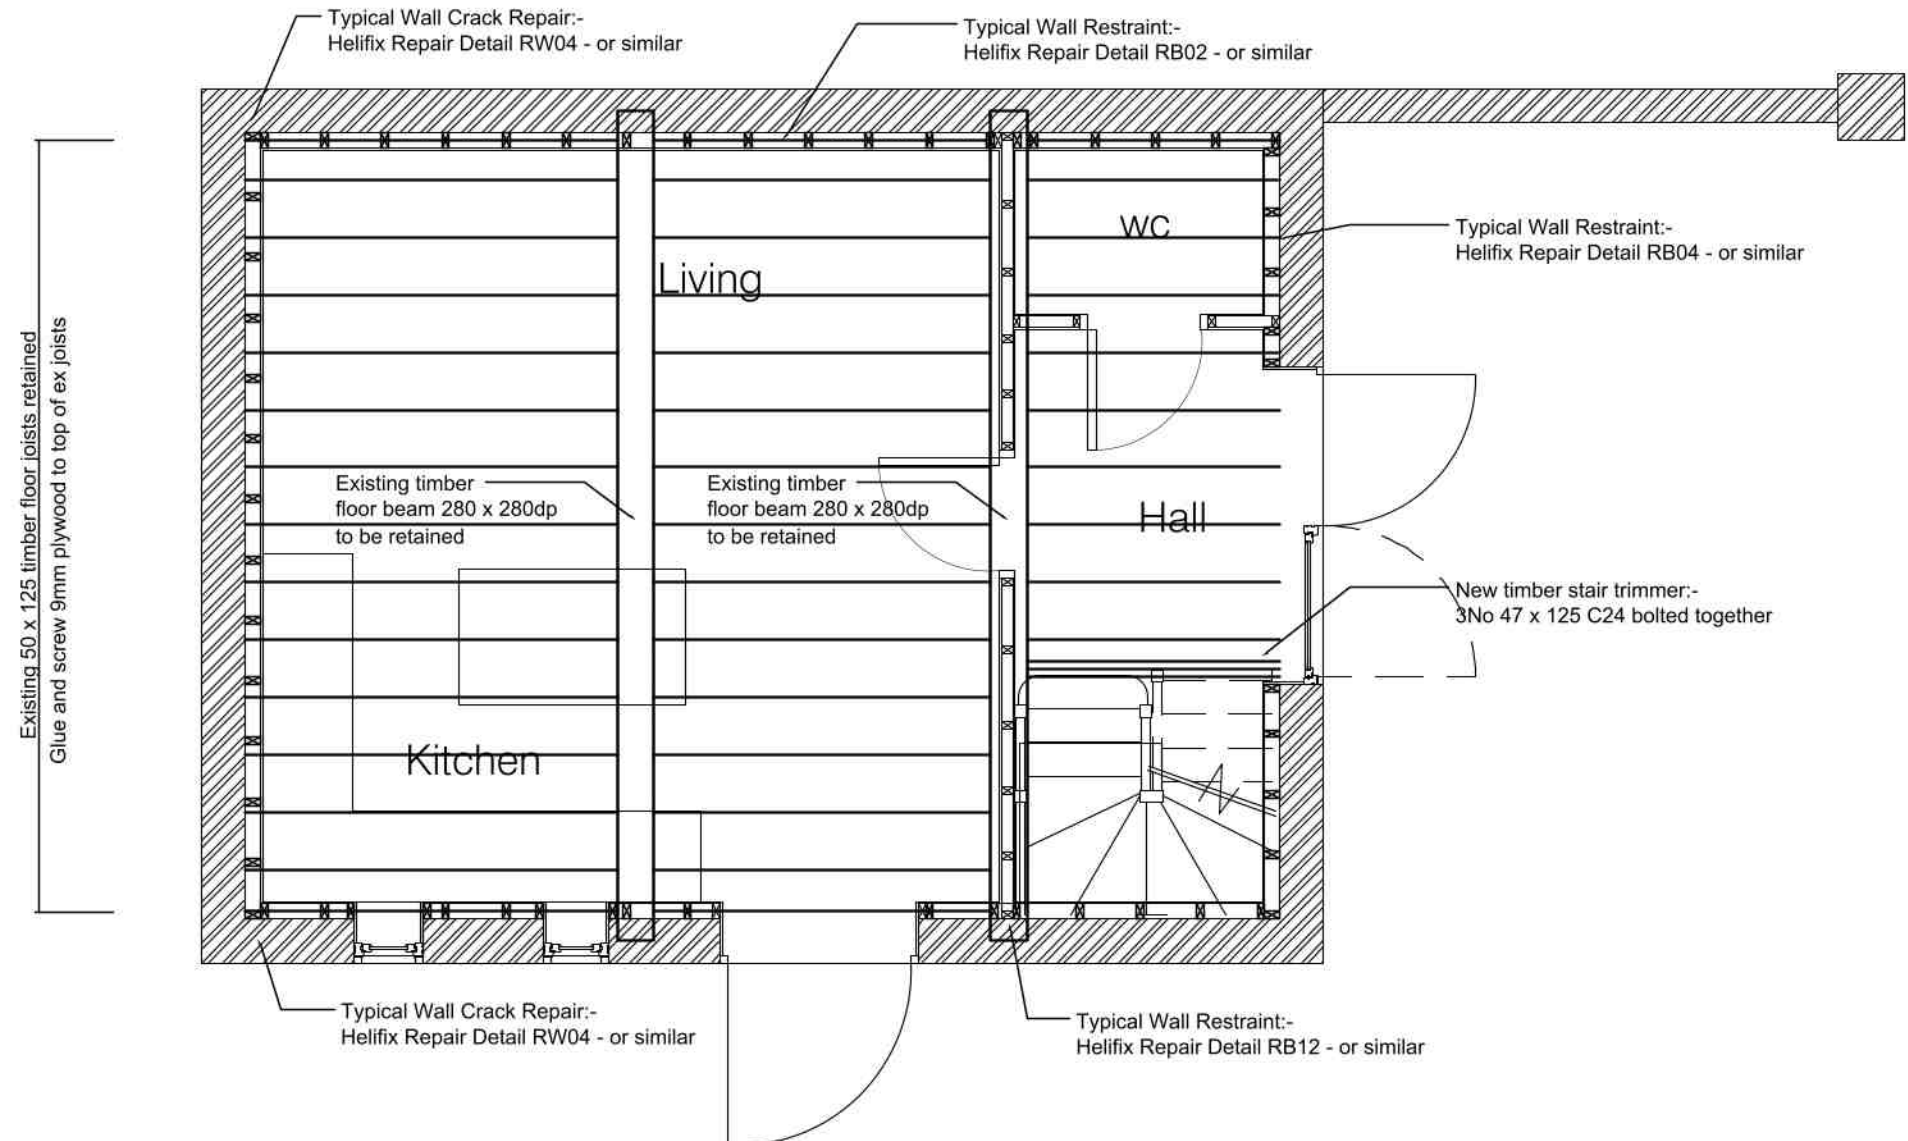 Typical Wall Crack Repair:-
Helifix Repair Detail RW04 - or similar
Typical Wall Restraint:-
Helifix Repair Detail RB02 - or similar
WC
Typical Wall Restraint:-
Helifix Repair Detail RB04 - or similar
Living
Existing 50 x 125 timber floor joists retained
Glue and screw 9mm plywood to top of ex joists
Existing timber
floor beam 280 x 280dp
to be retained
Existing timber
floor beam 280 x 280dp
to be retained
Hall
New timber stair trimmer:-
3No 47 x 125 C24 bolted together
Kitchen
Typical Wall Crack Repair:-
Helifix Repair Detail RW04 - or similar
Typical Wall Restraint:-
Helifix Repair Detail RB12 - or similar